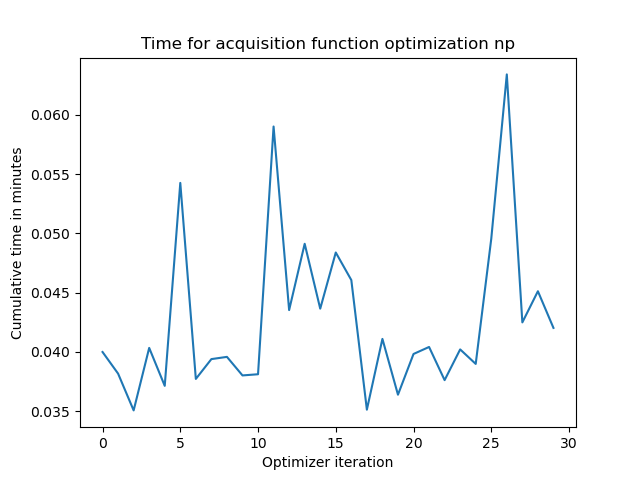 Time for acquisition function optimization np
Cumulative time in minutes
0.060
0.055
0.050
0.045
0.040
0.035
0 5 10 15 20 25 30
Optimizer iteration